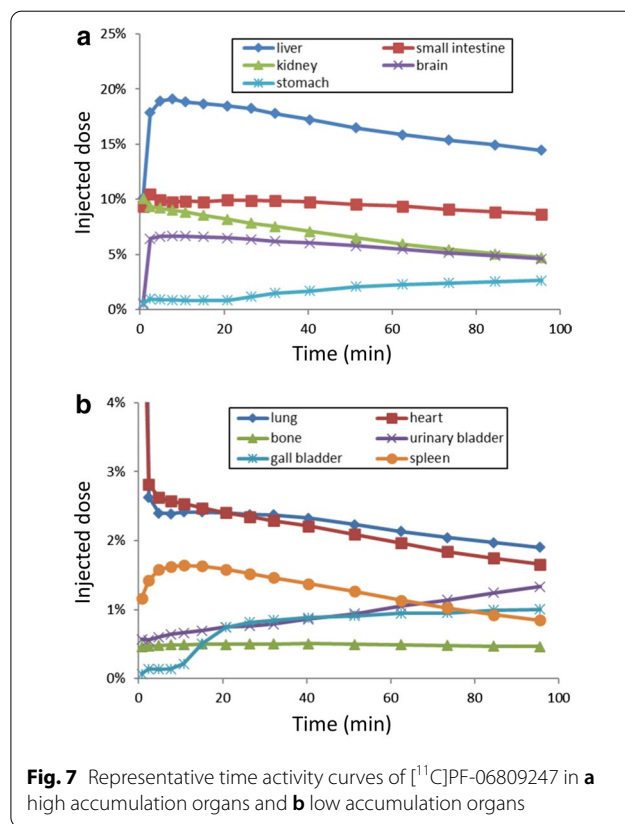 a
25%
20%
15%
10%
5%
0%
Injected dose
liver
small intestine
kidney
brain
stomach
0
20
40
60
80
100
Time (min)
b
4%
3%
2%
1%
0%
Injected dose
lung
heart
bone
urinary bladder
gall bladder
spleen
0
20
40
60
80
100
Time (min)
Fig. 7 Representative time activity curves of [¹¹C]PF-06809247 in a
high accumulation organs and b low accumulation organs